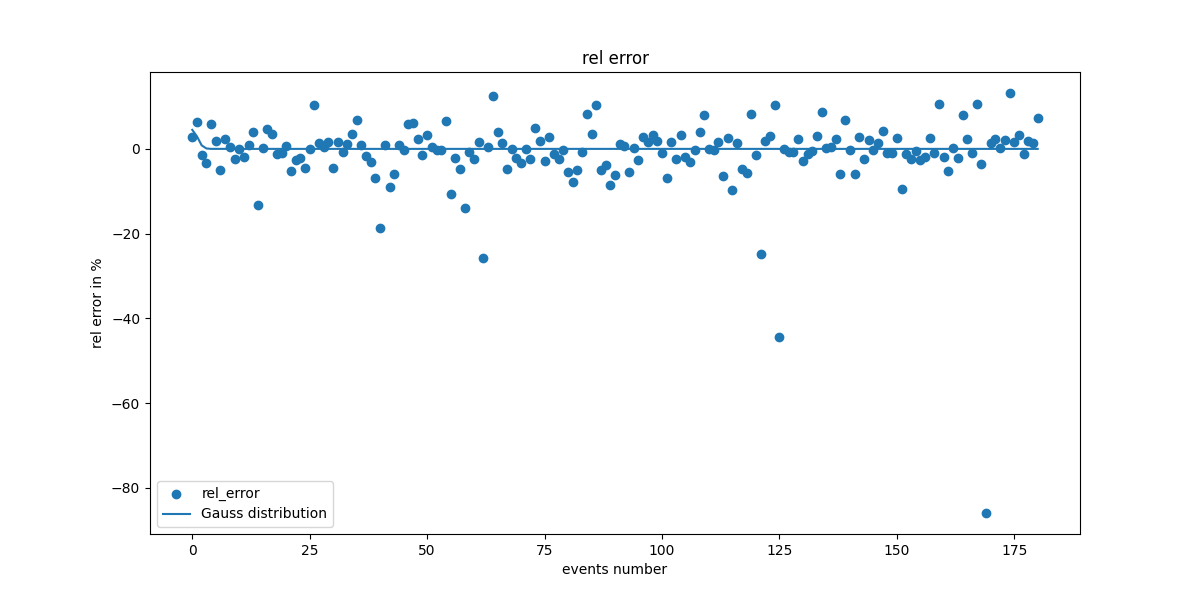 rel error
rel error in %
0
−20
−40
−60
−80
rel_error
Gauss distribution
0 25 50 75 100 125 150 175
events number